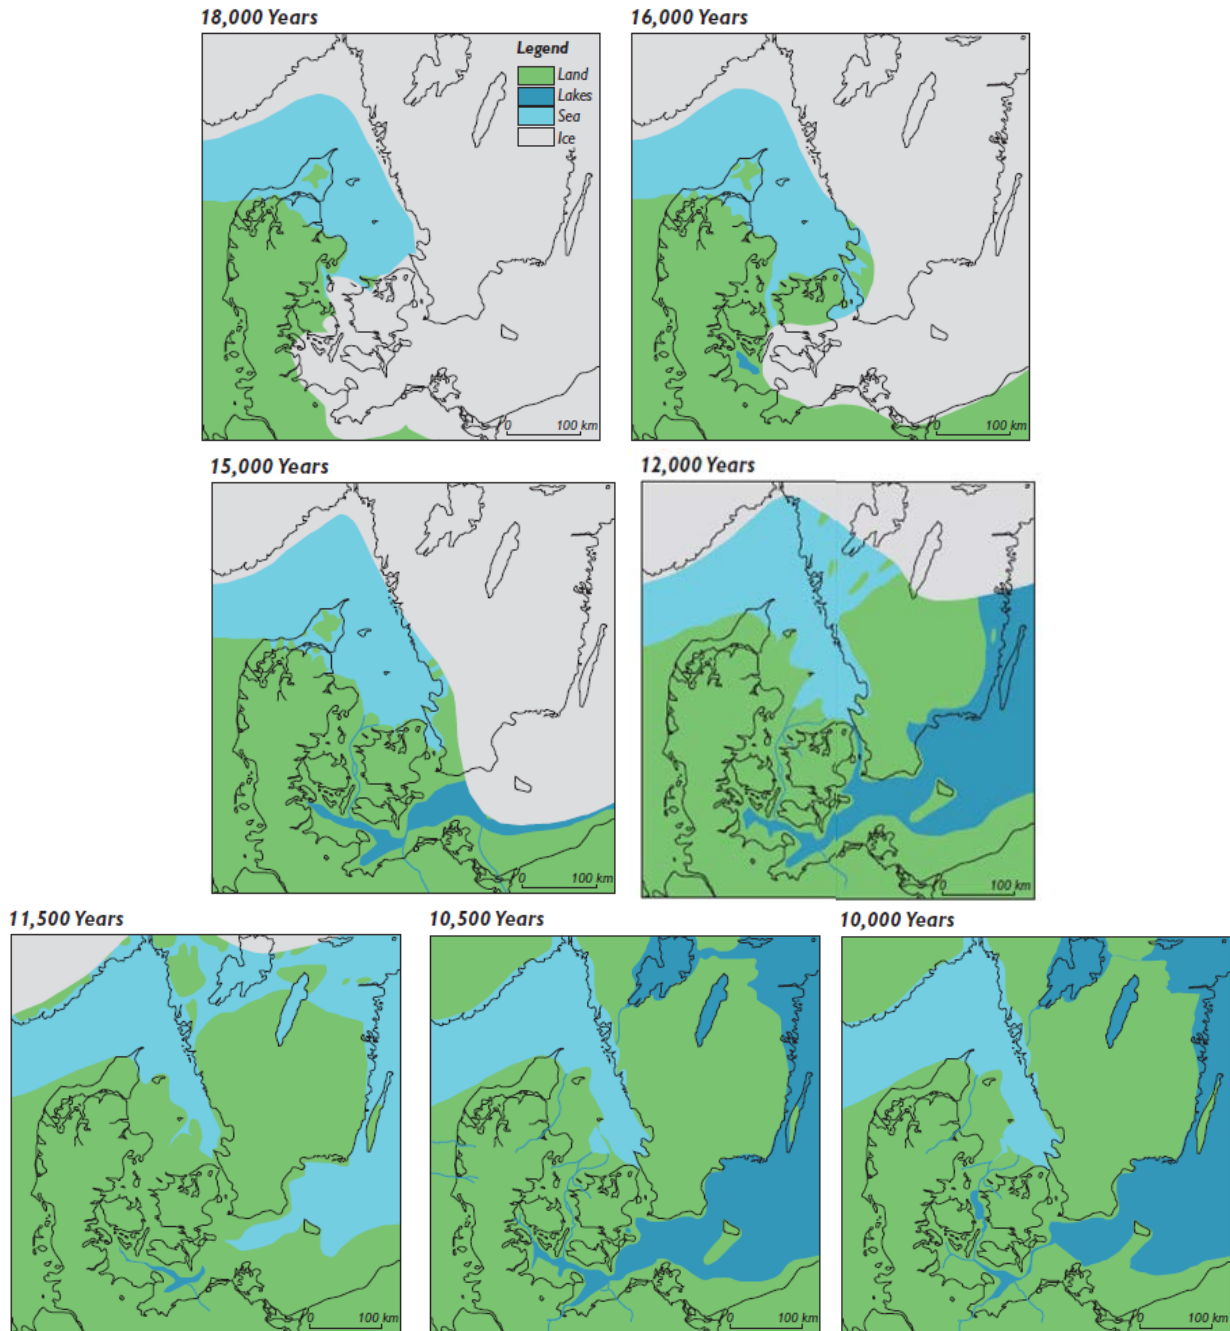 18,000 Years
16,000 Years
Legend
Land
Lakes
Sea
Ice
0 100 km
0 100 km
15,000 Years
12,000 Years
0 100 km
0 100 km
11,500 Years
10,500 Years
10,000 Years
0 100 km
0 100 km
0 100 km